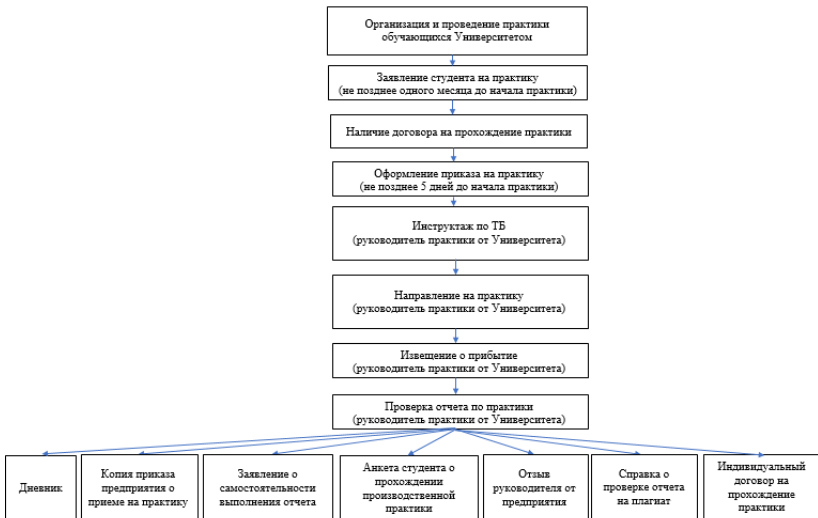 Организация и проведение практики
обучающихся Университетом
Заявление студента на практику
(не позднее одного месяца до начала практики)
Наличие договора на прохождение практики
Оформление приказа на практику
(не позднее 5 дней до начала практики)
Инструктаж по ТБ
(руководитель практики от Университета)
Направление на практику
(руководитель практики от Университета)
Извещение о прибытие
(руководитель практики от Университета)
Проверка отчета по практики
(руководитель практики от Университета)
Дневник
Копия приказа
предприятия о
приеме на практику
Заявление о
самостоятельности
выполнения отчета
Анкета студента о
прохождении
производственной
практики
Отзыв
руководителя от
предприятия
Справка о
проверке отчета
на плагиат
Индивидуальный
договор на
прохождение
практики